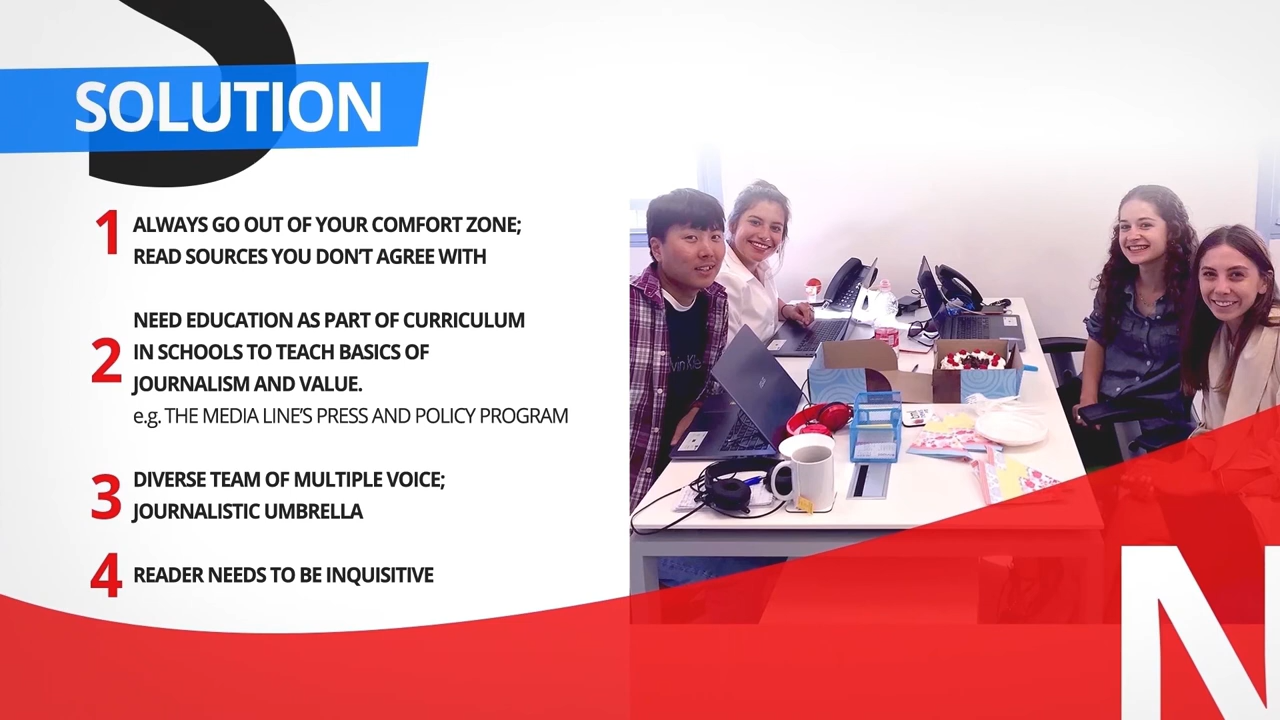 S
SOLUTION
1 ALWAYS GO OUT OF YOUR COMFORT ZONE;
READ SOURCES YOU DON'T AGREE WITH
NEED EDUCATION AS PART OF CURRICULUM
2 IN SCHOOLS TO TEACH BASICS OF
JOURNALISM AND VALUE.
e.g. THE MEDIA LINE'S PRESS AND POLICY PROGRAM
3 DIVERSE TEAM OF MULTIPLE VOICE;
JOURNALISTIC UMBRELLA
4 READER NEEDS TO BE INQUISITIVE
N